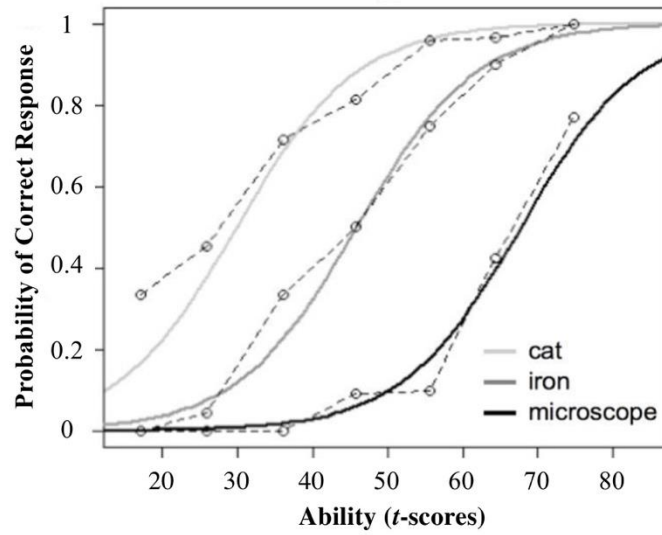 Probability of Correct Response
1
0.8
0.6
0.4
0.2
0
cat
iron
microscope
20 30 40 50 60 70 80
Ability (t-scores)